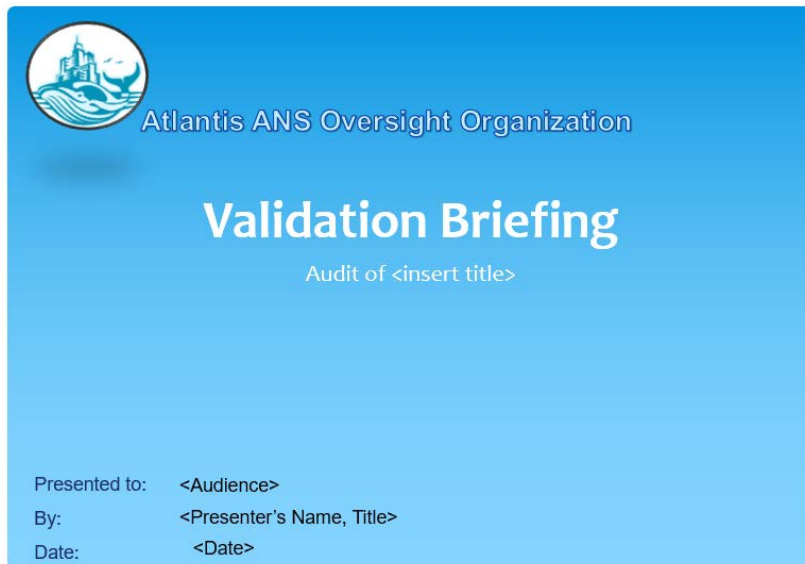 Atlantis ANS Oversight Organization
Validation Briefing
Audit of <insert title>
Presented to: <Audience>
By: <Presenter’s Name, Title>
Date: <Date>